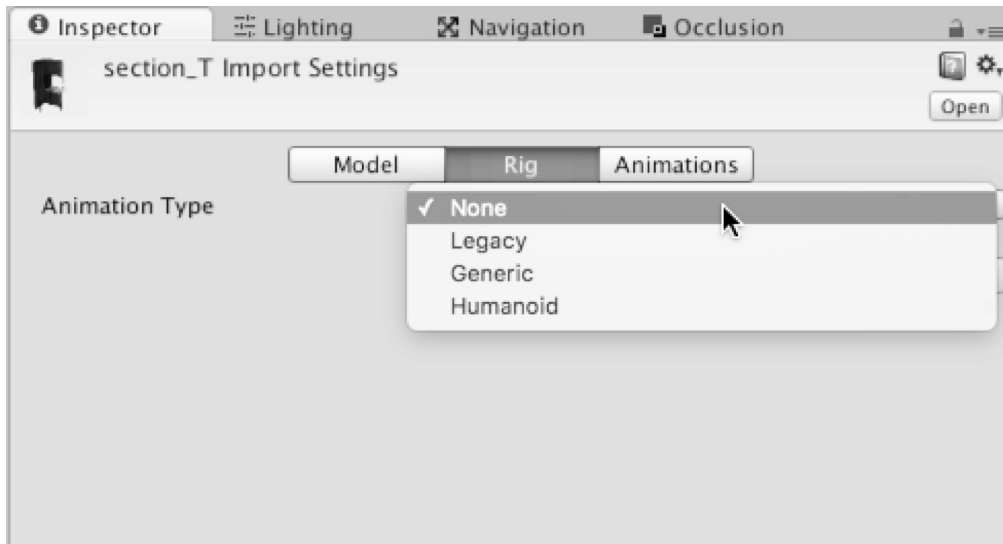 Inspector Lighting Navigation Occlusion
section_T Import Settings
Open
Model Rig Animations
Animation Type
✓ None
Legacy
Generic
Humanoid